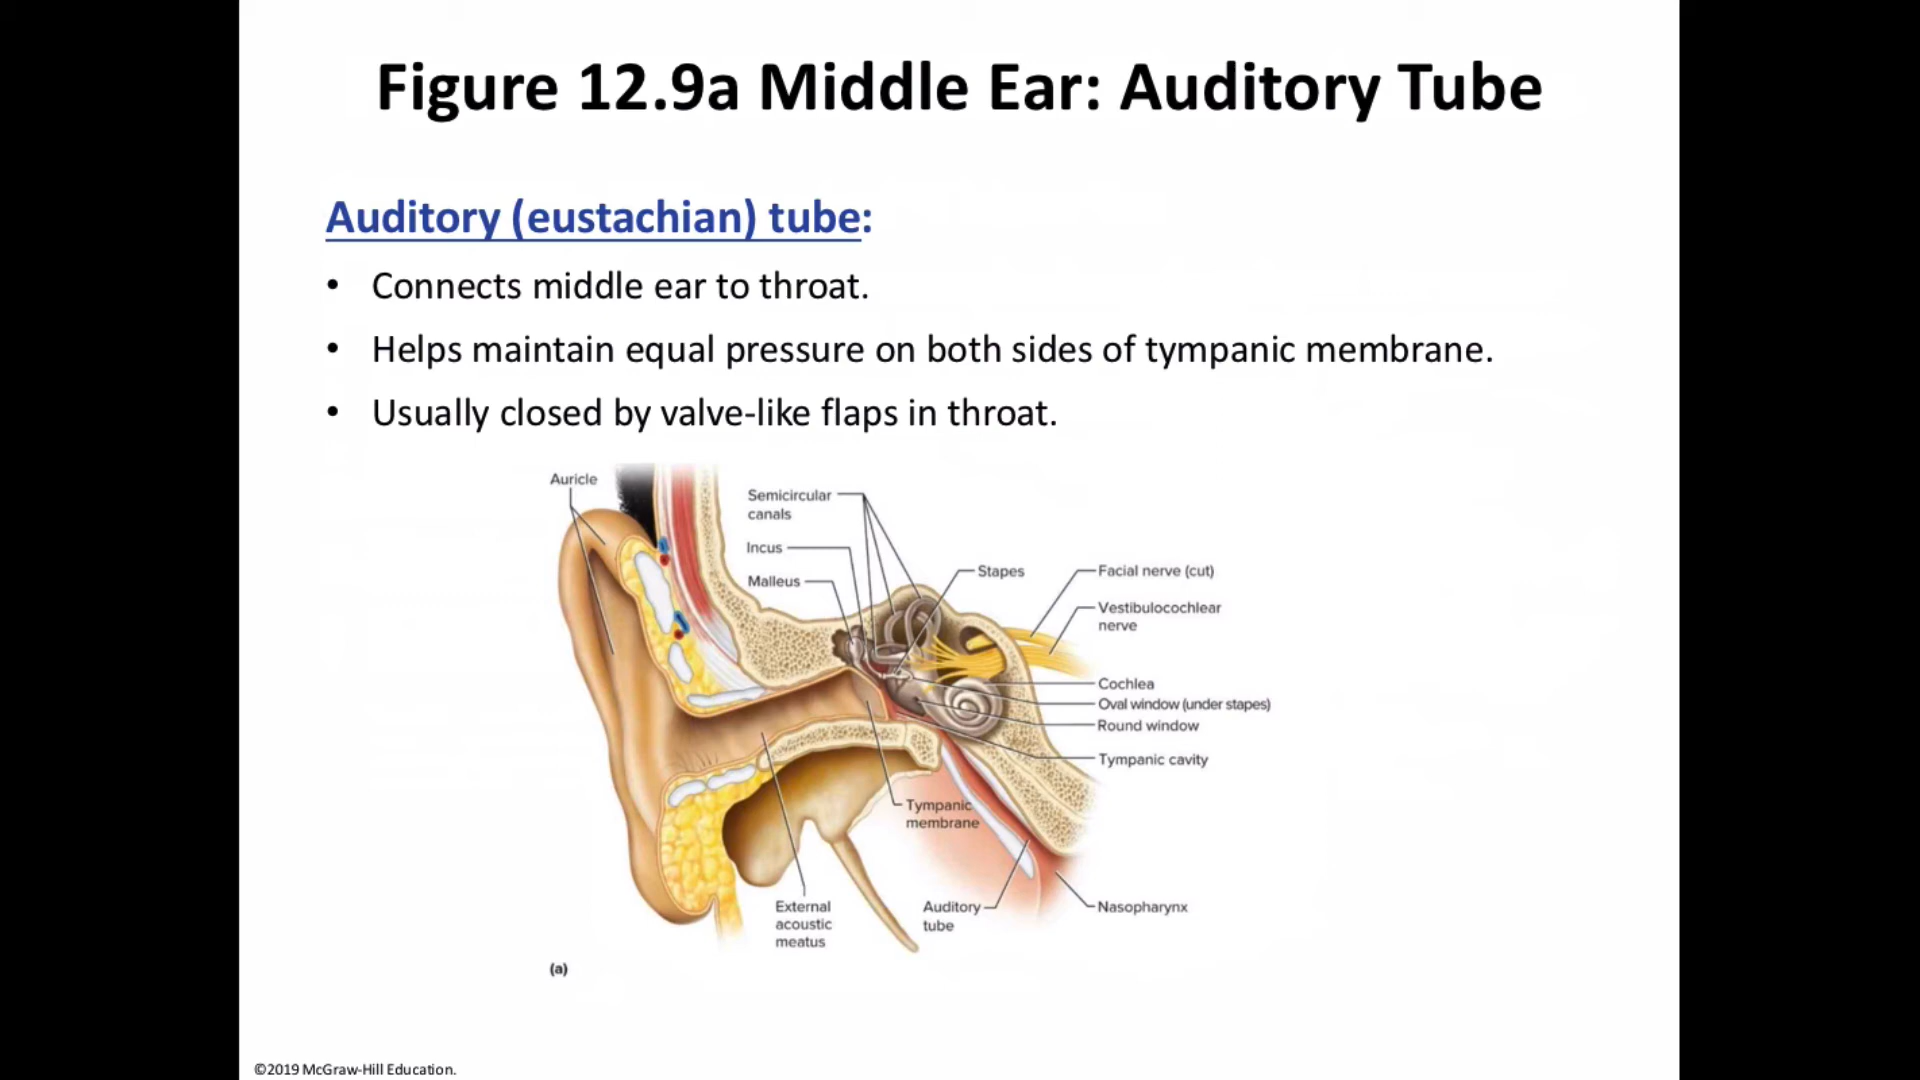 Figure 12.9a Middle Ear: Auditory Tube
Auditory (eustachian) tube:
• Connects middle ear to throat.
• Helps maintain equal pressure on both sides of tympanic membrane.
• Usually closed by valve-like flaps in throat.
Auricle
Semicircular
canals
Incus
Malleus
Stapes
Facial nerve (cut)
Vestibulocochlear
nerve
Cochlea
Oval window (under stapes)
Round window
Tympanic cavity
Tympanic
membrane
External
acoustic
meatus
Auditory
tube
Nasopharynx
(a)
©2019 McGraw-Hill Education.